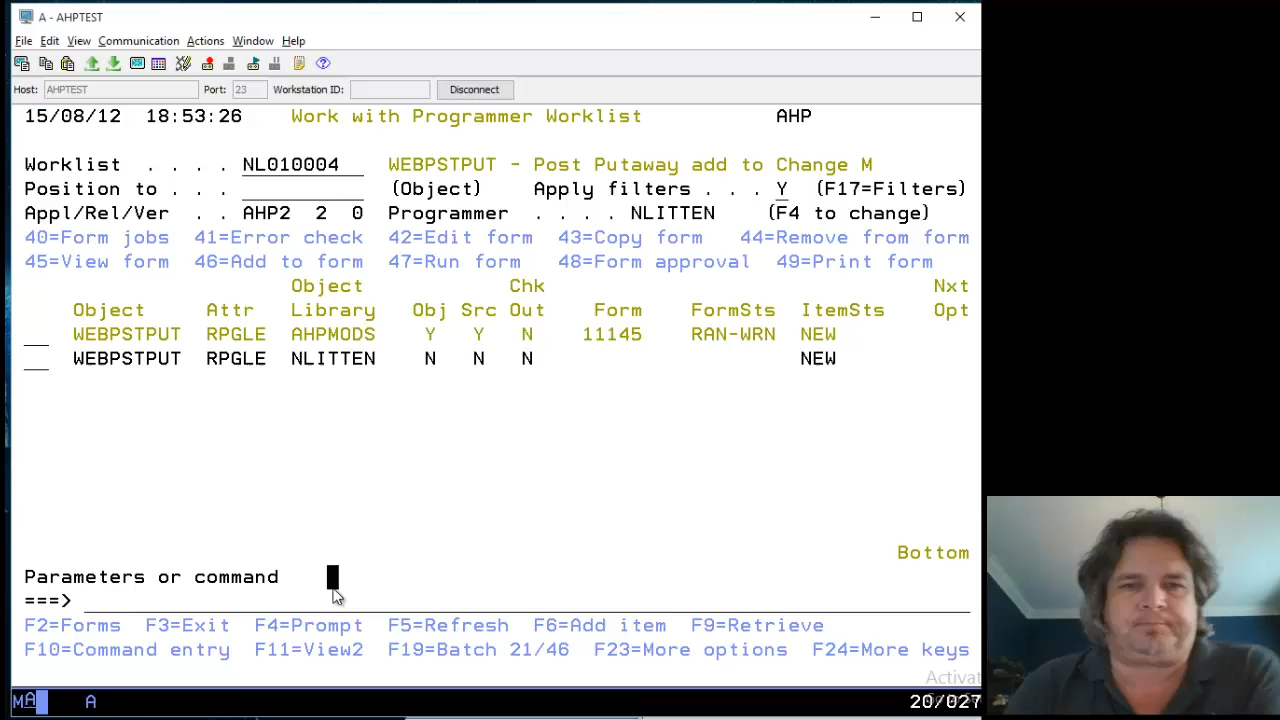 A - AHPTEST
File Edit View Communication Actions Window Help
Host: AHPTEST Port: 23 Workstation ID: Disconnect
15/08/12 18:53:26 Work with Programmer Worklist AHP
Worklist . . . . NL010004 WEBPSTPUT - Post Putaway add to Change M
Position to . . . (Object) Apply filters . . . Y (F17=Filters)
Appl/Rel/Ver . . AHP2 2 0 Programmer . . . . NLITTEN (F4 to change)
40=Form jobs 41=Error check 42=Edit form 43=Copy form 44=Remove from form
45=View form 46=Add to form 47=Run form 48=Form approval 49=Print form
Object Chk Nxt
Object Attr Library Obj Src Out Form FormSts ItemSts Opt
WEBPSTPUT RPGLE AHPMODS Y Y N 11145 RAN-WRN NEW
WEBPSTPUT RPGLE NLITTEN N N N NEW
Bottom
Parameters or command
===>
F2=Forms F3=Exit F4=Prompt F5=Refresh F6=Add item F9=Retrieve
F10=Command entry F11=View2 F19=Batch 21/46 F23=More options F24=More keys
Activat
MA A 20/027